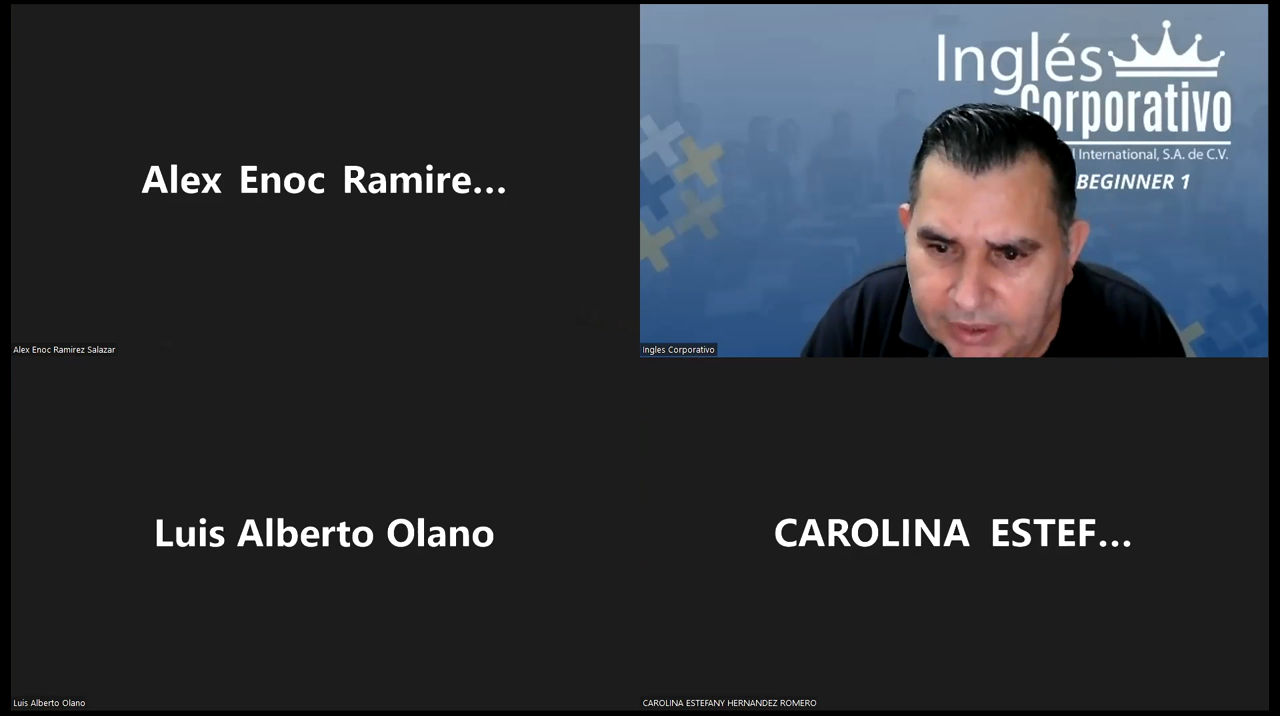 Alex Enoc Ramire...
Alex Enoc Ramirez Salazar
Inglés
Corporativo
l International, S.A. de C.V.
BEGINNER 1
Ingles Corporativo
Luis Alberto Olano
Luis Alberto Olano
CAROLINA ESTEF...
CAROLINA ESTEFANY HERNANDEZ ROMERO